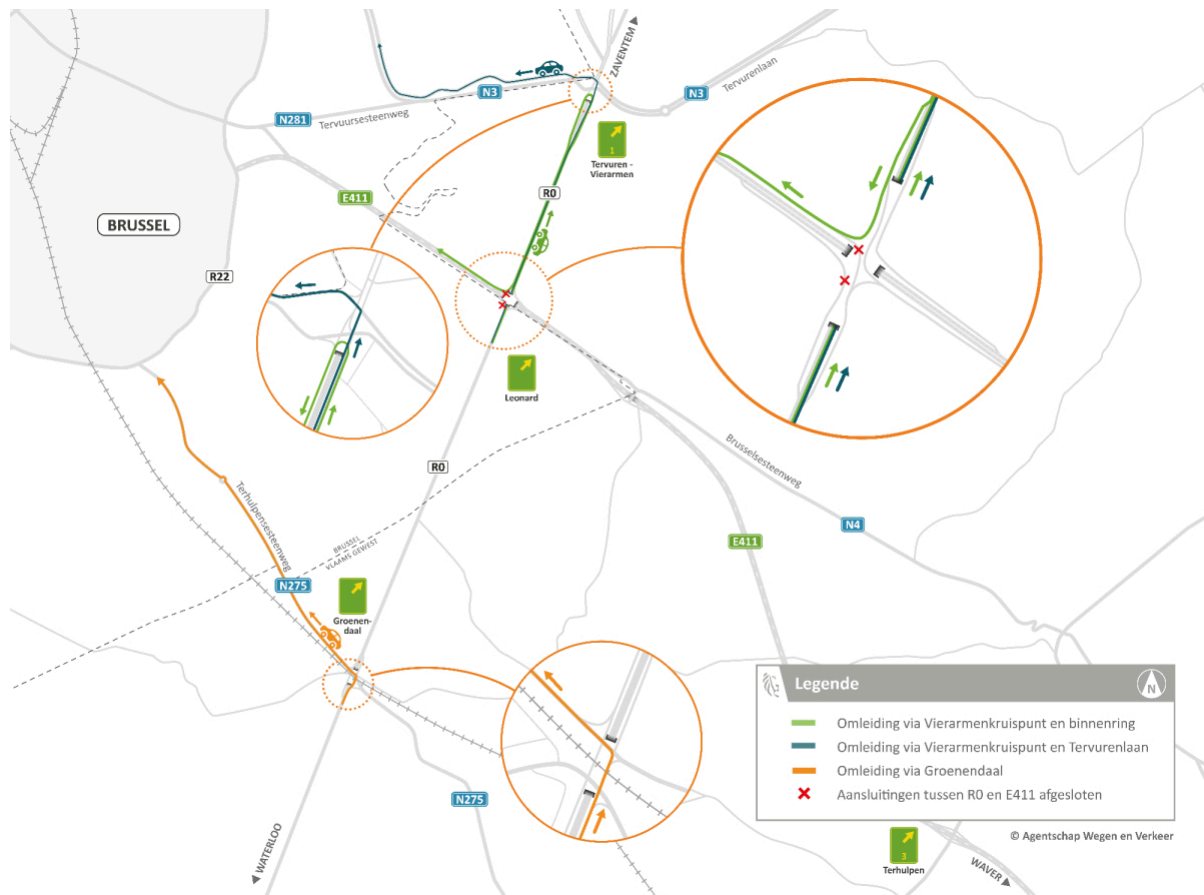 ZAVENTEM
N3
N3
Tervurenlaan
N281
Tervuursesteenweg
1
Tervuren -
Vierarmen
E411
R0
BRUSSEL
R22
Leonard
R0
Brusselsesteenweg
Terhulpensesteenweg
N4
BRUSSEL
VLAAMS GEWEST
E411
N275
Groenen-
daal
N275
WATERLOO
Legende
N
Omleiding via Vierarmenkruispunt en binnenring
Omleiding via Vierarmenkruispunt en Tervurenlaan
Omleiding via Groenendaal
Aansluitingen tussen R0 en E411 afgesloten
© Agentschap Wegen en Verkeer
3
Terhulpen
WAVER